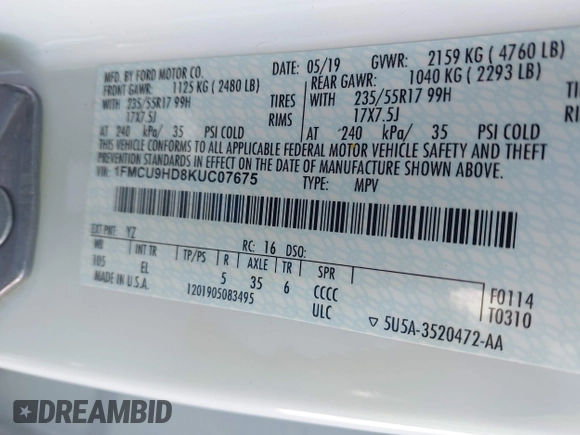 MFD. BY FORD MOTOR CO.
DATE: 05/19 GVWR: 2159 KG ( 4760 LB)
FRONT GAWR: 1125 KG ( 2480 LB) REAR GAWR: 1040 KG ( 2293 LB)
235/55R17 99H TIRES 235/55R17 99H TI
17X7.5J RIMS 17X7.5J RI
AT 240 kPa/ 35 PSI COLD AT 240 kPa/ 35 PSI COLD
THIS VEHICLE CONFORMS TO ALL APPLICABLE FEDERAL MOTOR VEHICLE SAFETY AND THEFT
PREVENTION STANDARDS IN EFFECT ON THE DATE OF MANUFACTURE SHOWN ABOVE.
VIN: 1FMCU9HD8KUC07675 TYPE: MPV
EXT PNT YZ RC: 16 DSO:
WB INT TR TP/PS R AXLE TR SPR
105 EL 5 35 6 CCCC
MADE IN U.S.A. 1201905083495 ULC
F0114
T0310
▽ 5U5A-3520472-AA
DREAMBID